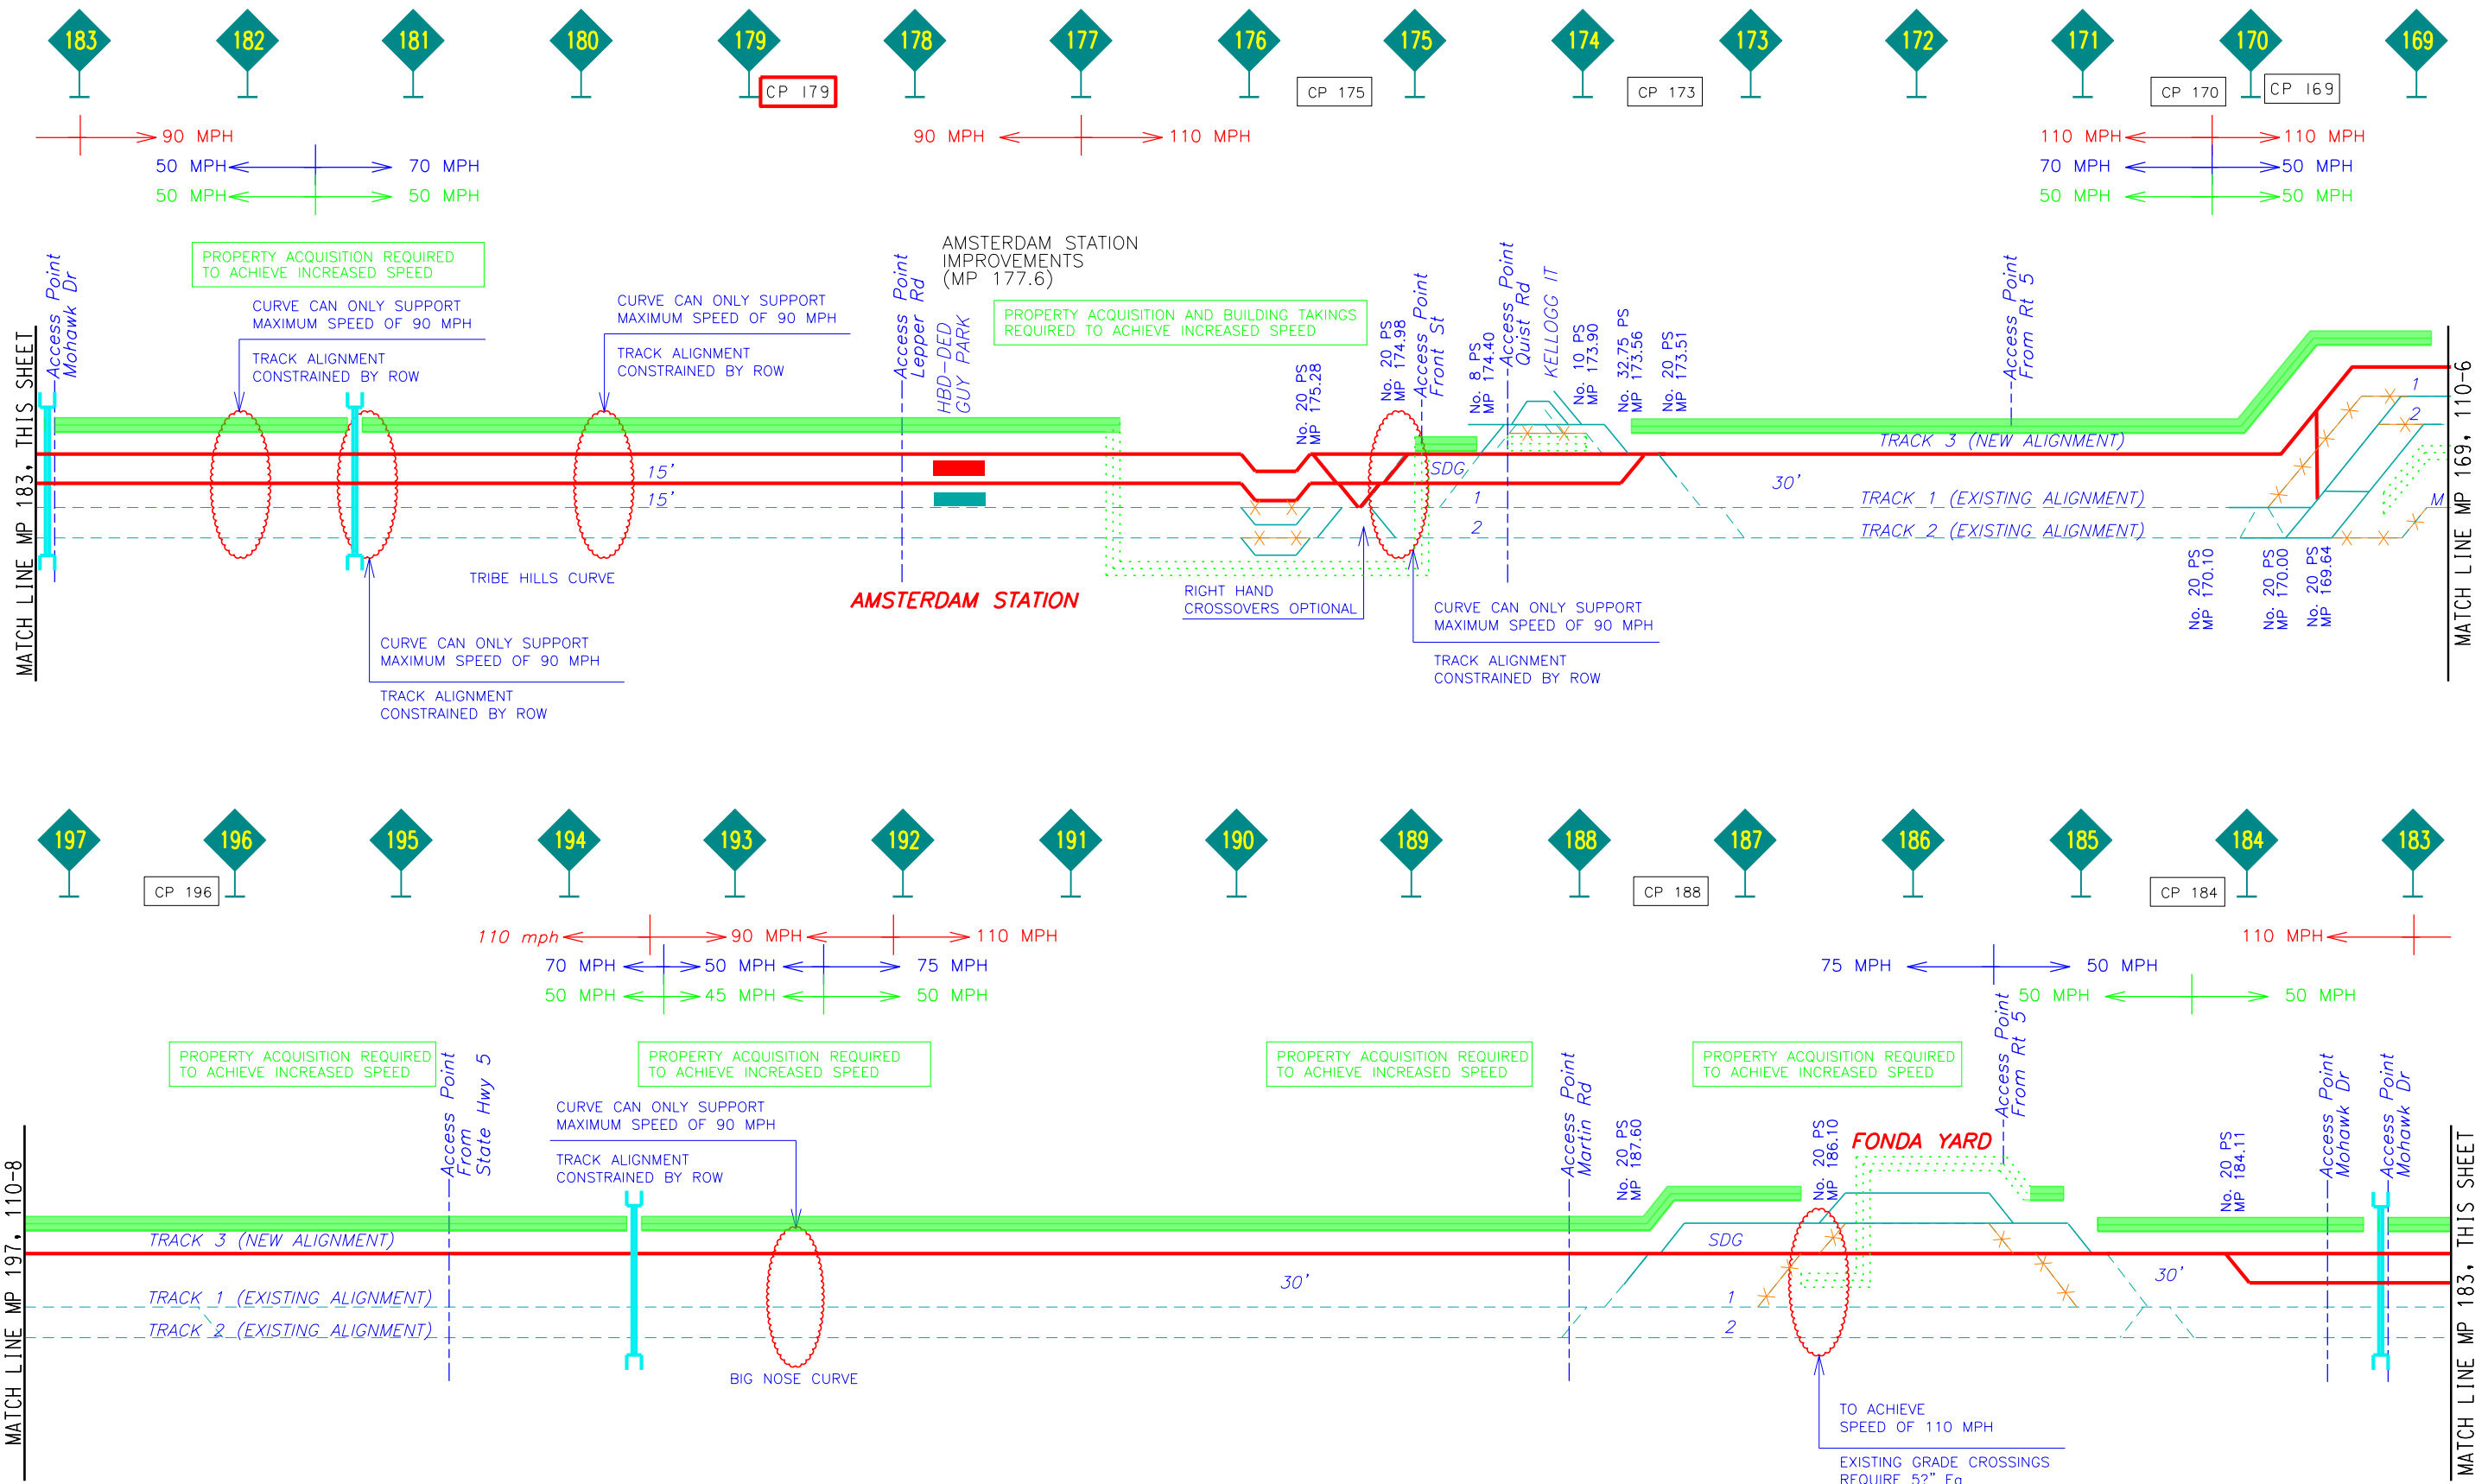 183
182
181
180
179
178
177
176
175
174
173
172
171
170
169
CP 179
CP 175
CP 173
CP 170
CP 169
90 MPH
90 MPH
110 MPH
110 MPH
110 MPH
50 MPH
70 MPH
70 MPH
50 MPH
50 MPH
50 MPH
50 MPH
50 MPH
MATCH LINE MP 183, THIS SHEET
Access Point
Mohawk Dr
PROPERTY ACQUISITION REQUIRED
TO ACHIEVE INCREASED SPEED
CURVE CAN ONLY SUPPORT
MAXIMUM SPEED OF 90 MPH
TRACK ALIGNMENT
CONSTRAINED BY ROW
CURVE CAN ONLY SUPPORT
MAXIMUM SPEED OF 90 MPH
TRACK ALIGNMENT
CONSTRAINED BY ROW
Access Point
Lepper Rd
AMSTERDAM STATION
IMPROVEMENTS
(MP 177.6)
HBD-DED
GUY PARK
PROPERTY ACQUISITION AND BUILDING TAKINGS
REQUIRED TO ACHIEVE INCREASED SPEED
No. 20 PS
MP 175.28
No. 20 PS
MP 174.98
Access Point
Front St
No. 8 PS
MP 174.40
Access Point
Quist Rd
KELLOGG IT
No. 10 PS
MP 173.90
No. 32.75 PS
MP 173.56
No. 20 PS
MP 173.51
Access Point
From Rt 5
TRACK 3 (NEW ALIGNMENT)
1
2
15'
15'
SDG
1
2
30'
TRACK 1 (EXISTING ALIGNMENT)
TRACK 2 (EXISTING ALIGNMENT)
M
MATCH LINE MP 169, 110-6
TRIBE HILLS CURVE
AMSTERDAM STATION
RIGHT HAND
CROSSOVERS OPTIONAL
CURVE CAN ONLY SUPPORT
MAXIMUM SPEED OF 90 MPH
TRACK ALIGNMENT
CONSTRAINED BY ROW
CURVE CAN ONLY SUPPORT
MAXIMUM SPEED OF 90 MPH
TRACK ALIGNMENT
CONSTRAINED BY ROW
No. 20 PS
MP 170.10
No. 20 PS
MP 170.00
No. 20 PS
MP 169.64
197
196
195
194
193
192
191
190
189
188
187
186
185
184
183
CP 196
CP 188
CP 184
110 mph
90 MPH
110 MPH
110 MPH
70 MPH
50 MPH
75 MPH
75 MPH
50 MPH
50 MPH
45 MPH
50 MPH
50 MPH
50 MPH
MATCH LINE MP 197, 110-8
PROPERTY ACQUISITION REQUIRED
TO ACHIEVE INCREASED SPEED
Access Point
From
State Hwy 5
PROPERTY ACQUISITION REQUIRED
TO ACHIEVE INCREASED SPEED
CURVE CAN ONLY SUPPORT
MAXIMUM SPEED OF 90 MPH
TRACK ALIGNMENT
CONSTRAINED BY ROW
PROPERTY ACQUISITION REQUIRED
TO ACHIEVE INCREASED SPEED
Access Point
Martin Rd
No. 20 PS
MP 187.60
PROPERTY ACQUISITION REQUIRED
TO ACHIEVE INCREASED SPEED
No. 20 PS
MP 186.10
FONDA YARD
Access Point
From Rt 5
No. 20 PS
MP 184.11
Access Point
Mohawk Dr
Access Point
Mohawk Dr
TRACK 3 (NEW ALIGNMENT)
TRACK 1 (EXISTING ALIGNMENT)
TRACK 2 (EXISTING ALIGNMENT)
30'
SDG
1
2
30'
BIG NOSE CURVE
TO ACHIEVE
SPEED OF 110 MPH
EXISTING GRADE CROSSINGS
REQUIRE 5?" Ea
MATCH LINE MP 183, THIS SHEET